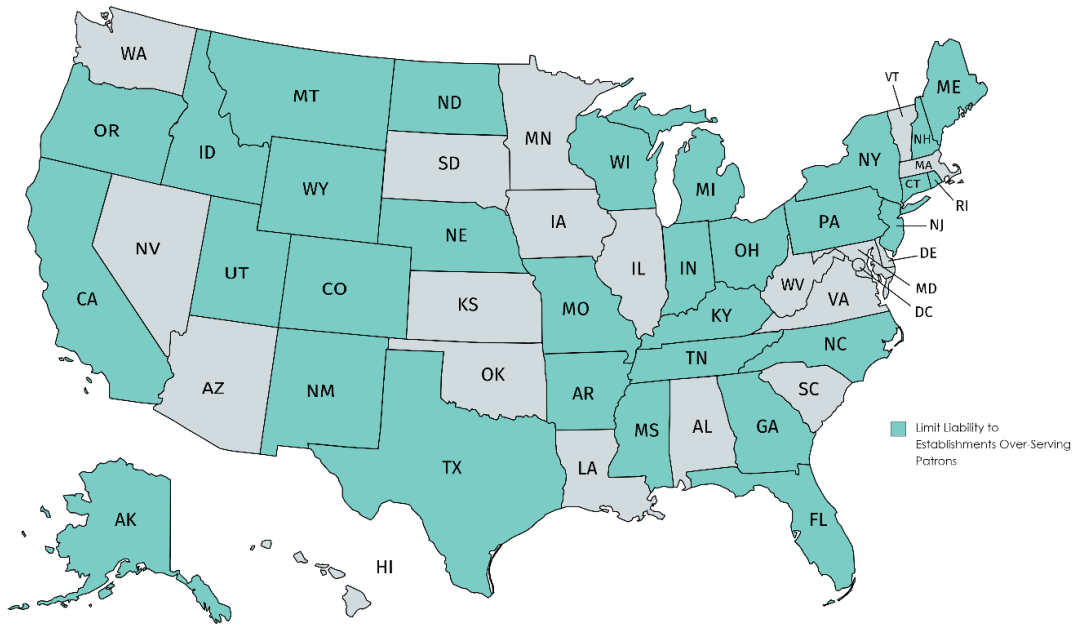 WA
MT
ND
MN
VT
ME
OR
ID
SD
WI
NH
NY
MA
WY
MI
CT
RI
IA
NE
PA
NJ
NV
UT
OH
IL
IN
DE
CA
CO
WV
MD
KS
MO
VA
DC
KY
NC
TN
OK
AZ
NM
AR
SC
MS
AL
GA
LA
TX
Limit Liability to
Establishments Over-Serving
Patrons
AK
FL
HI